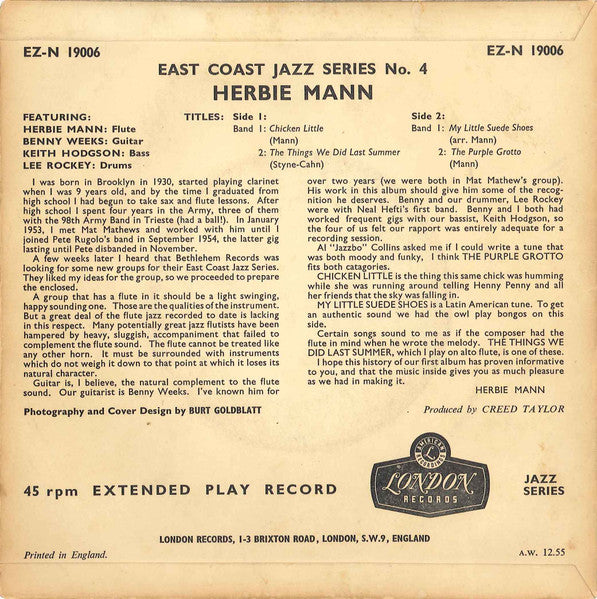 EZ-N 19006
EZ-N 19006
EAST COAST JAZZ SERIES No. 4
HERBIE MANN
FEATURING:
HERBIE MANN: Flute
BENNY WEEKS: Guitar
KEITH HODGSON: Bass
LEE ROCKEY: Drums
TITLES: Side 1:
Band 1: Chicken Little
(Mann)
2: The Things We Did Last Summer
(Styne-Cahn)
Side 2:
Band 1: My Little Suede Shoes
(arr. Mann)
2: The Purple Grotto
(Mann)
I was born in Brooklyn in 1930, started playing clarinet
when I was 9 years old, and by the time I graduated from
high school I had begun to take sax and flute lessons. After
high school I spent four years in the Army, three of them
with the 98th Army Band in Trieste (had a ball!). In January
1953, I met Mat Mathews and worked with him until I
joined Pete Rugolo's band in September 1954, the latter gig
lasting until Pete disbanded in November.
A few weeks later I heard that Bethlehem Records was
looking for some new groups for their East Coast Jazz Series.
They liked my ideas for the group, so we proceeded to prepare
the enclosed.
A group that has a flute in it should be a light swinging,
happy sounding one. Those are the qualities of the instrument.
But a great deal of the flute jazz recorded to date is lacking
in this respect. Many potentially great jazz flutists have been
hampered by heavy, sluggish, accompaniment that failed to
complement the flute sound. The flute cannot be treated like
any other horn. It must be surrounded with instruments
which do not weigh it down to that point at which it loses its
natural character.
Guitar is, I believe, the natural complement to the flute
sound. Our guitarist is Benny Weeks. I've known him for
over two years (we were both in Mat Mathew's group).
His work in this album should give him some of the recog-
nition he deserves. Benny and our drummer, Lee Rockey
were with Neal Hefti's first band. Benny and I both had
worked frequent gigs with our bassist, Keith Hodgson, so
the four of us felt our rapport was entirely adequate for a
recording session.
Al "Jazzbo" Collins asked me if I could write a tune that
was both moody and funky, I think THE PURPLE GROTTO
fits both catagories.
CHICKEN LITTLE is the thing this same chick was humming
while she was running around telling Henny Penny and all
her friends that the sky was falling in.
MY LITTLE SUEDE SHOES is a Latin American tune. To get
an authentic sound we had the owl play bongos on this
side.
Certain songs sound to me as if the composer had the
flute in mind when he wrote the melody. THE THINGS WE
DID LAST SUMMER, which I play on alto flute, is one of these.
I hope this history of our first album has proven informative
to you, and that the music inside gives you as much pleasure
as we had in making it.
HERBIE MANN
Photography and Cover Design by BURT GOLDBLATT
Produced by CREED TAYLOR
45 rpm EXTENDED PLAY RECORD
AMERICAN
RECORDINGS
L
LONDON
RECORDS
JAZZ
SERIES
LONDON RECORDS, 1-3 BRIXTON ROAD, LONDON, S.W.9, ENGLAND
Printed in England.
A.W. 12.55